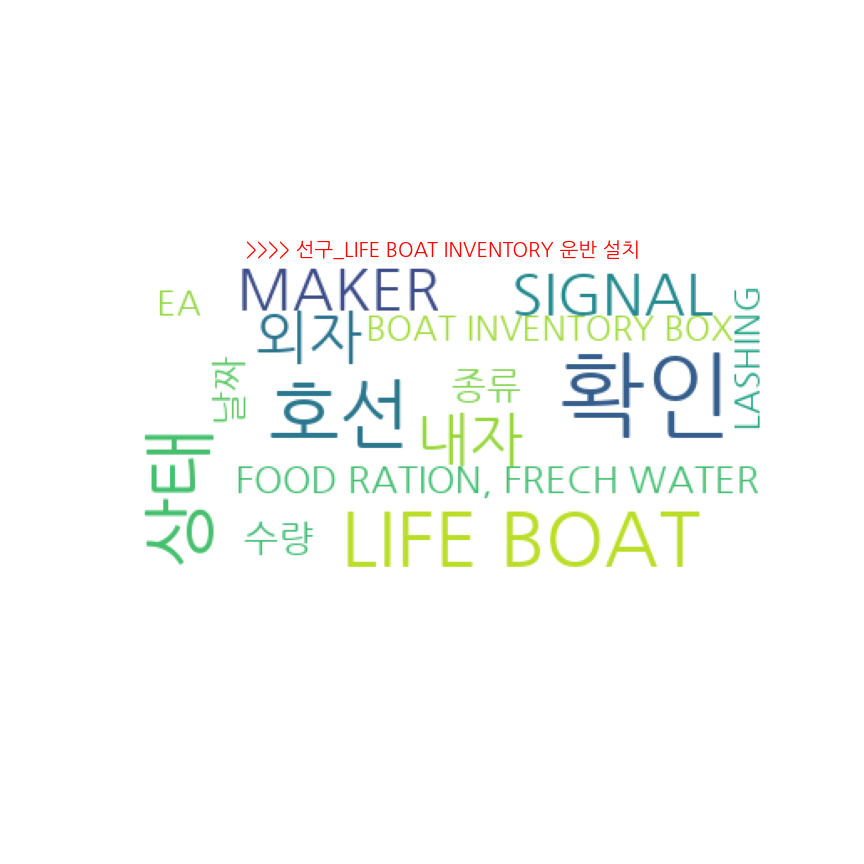 >>>> 선구_LIFE BOAT INVENTORY 운반 설치
MAKER
SIGNAL
EA
외자
BOAT INVENTORY BOX
LASHING
날짜
호선
종류
확인
내자
상태
FOOD RATION, FRECH WATER
수량
LIFE BOAT